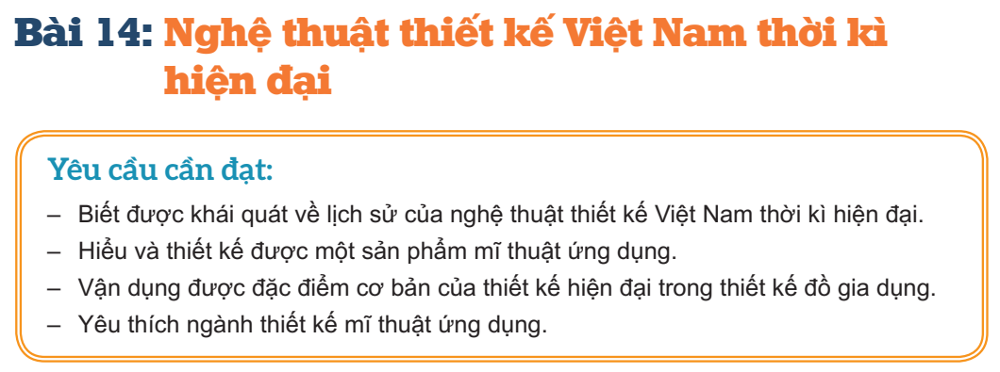 Bài 14: Nghệ thuật thiết kế Việt Nam thời kì
hiện đại
Yêu cầu cần đạt:
– Biết được khái quát về lịch sử của nghệ thuật thiết kế Việt Nam thời kì hiện đại.
– Hiểu và thiết kế được một sản phẩm mĩ thuật ứng dụng.
– Vận dụng được đặc điểm cơ bản của thiết kế hiện đại trong thiết kế đồ gia dụng.
– Yêu thích ngành thiết kế mĩ thuật ứng dụng.